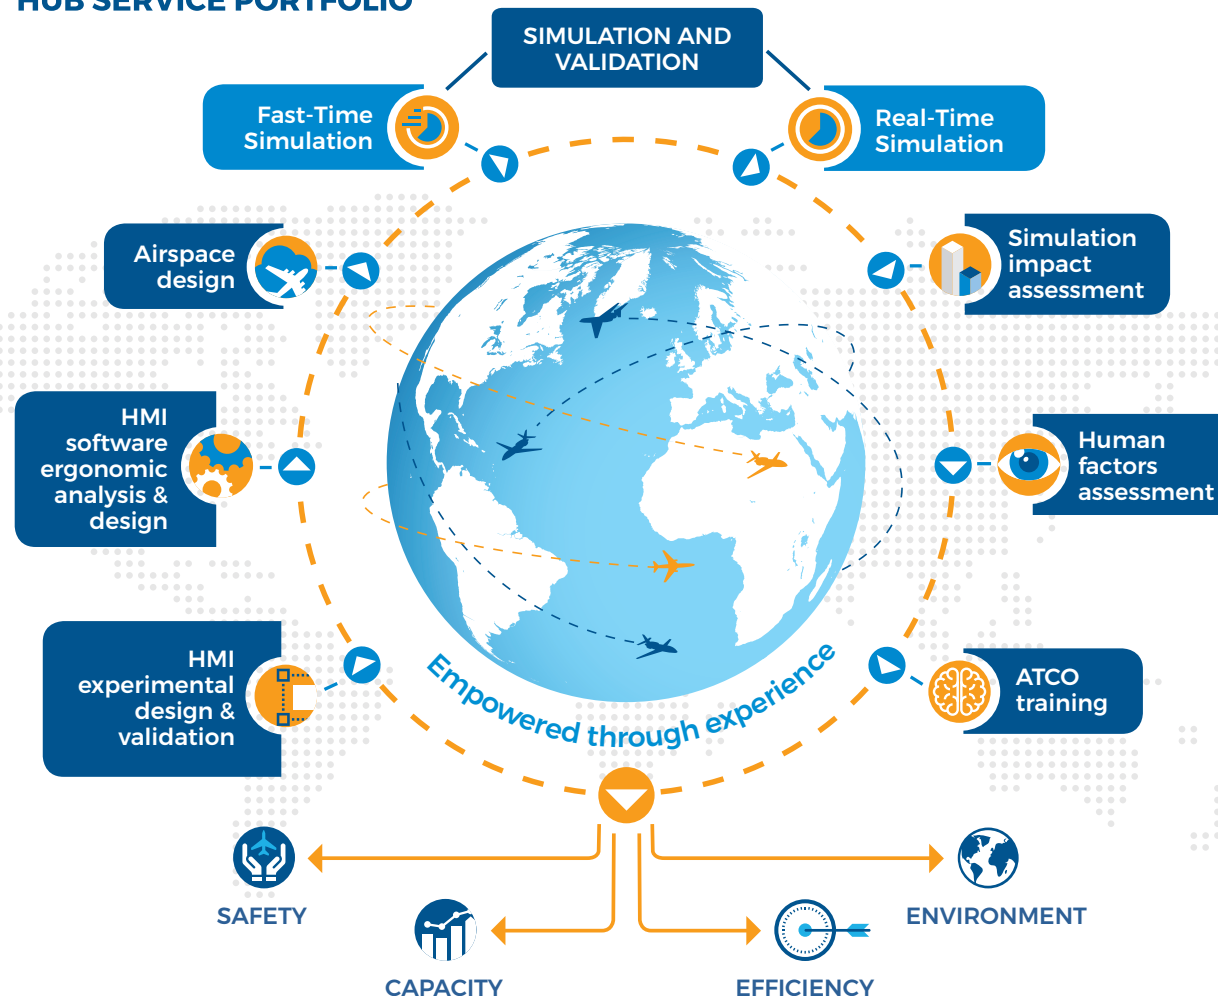 HUB SERVICE PORTFOLIO
SIMULATION AND
VALIDATION
Fast-Time
Simulation
Real-Time
Simulation
Airspace
design
Simulation
impact
assessment
HMI
software
ergonomic
analysis &
design
Human
factors
assessment
HMI
experimental
design &
validation
ATCO
training
Empowered through experience
SAFETY
ENVIRONMENT
CAPACITY
EFFICIENCY